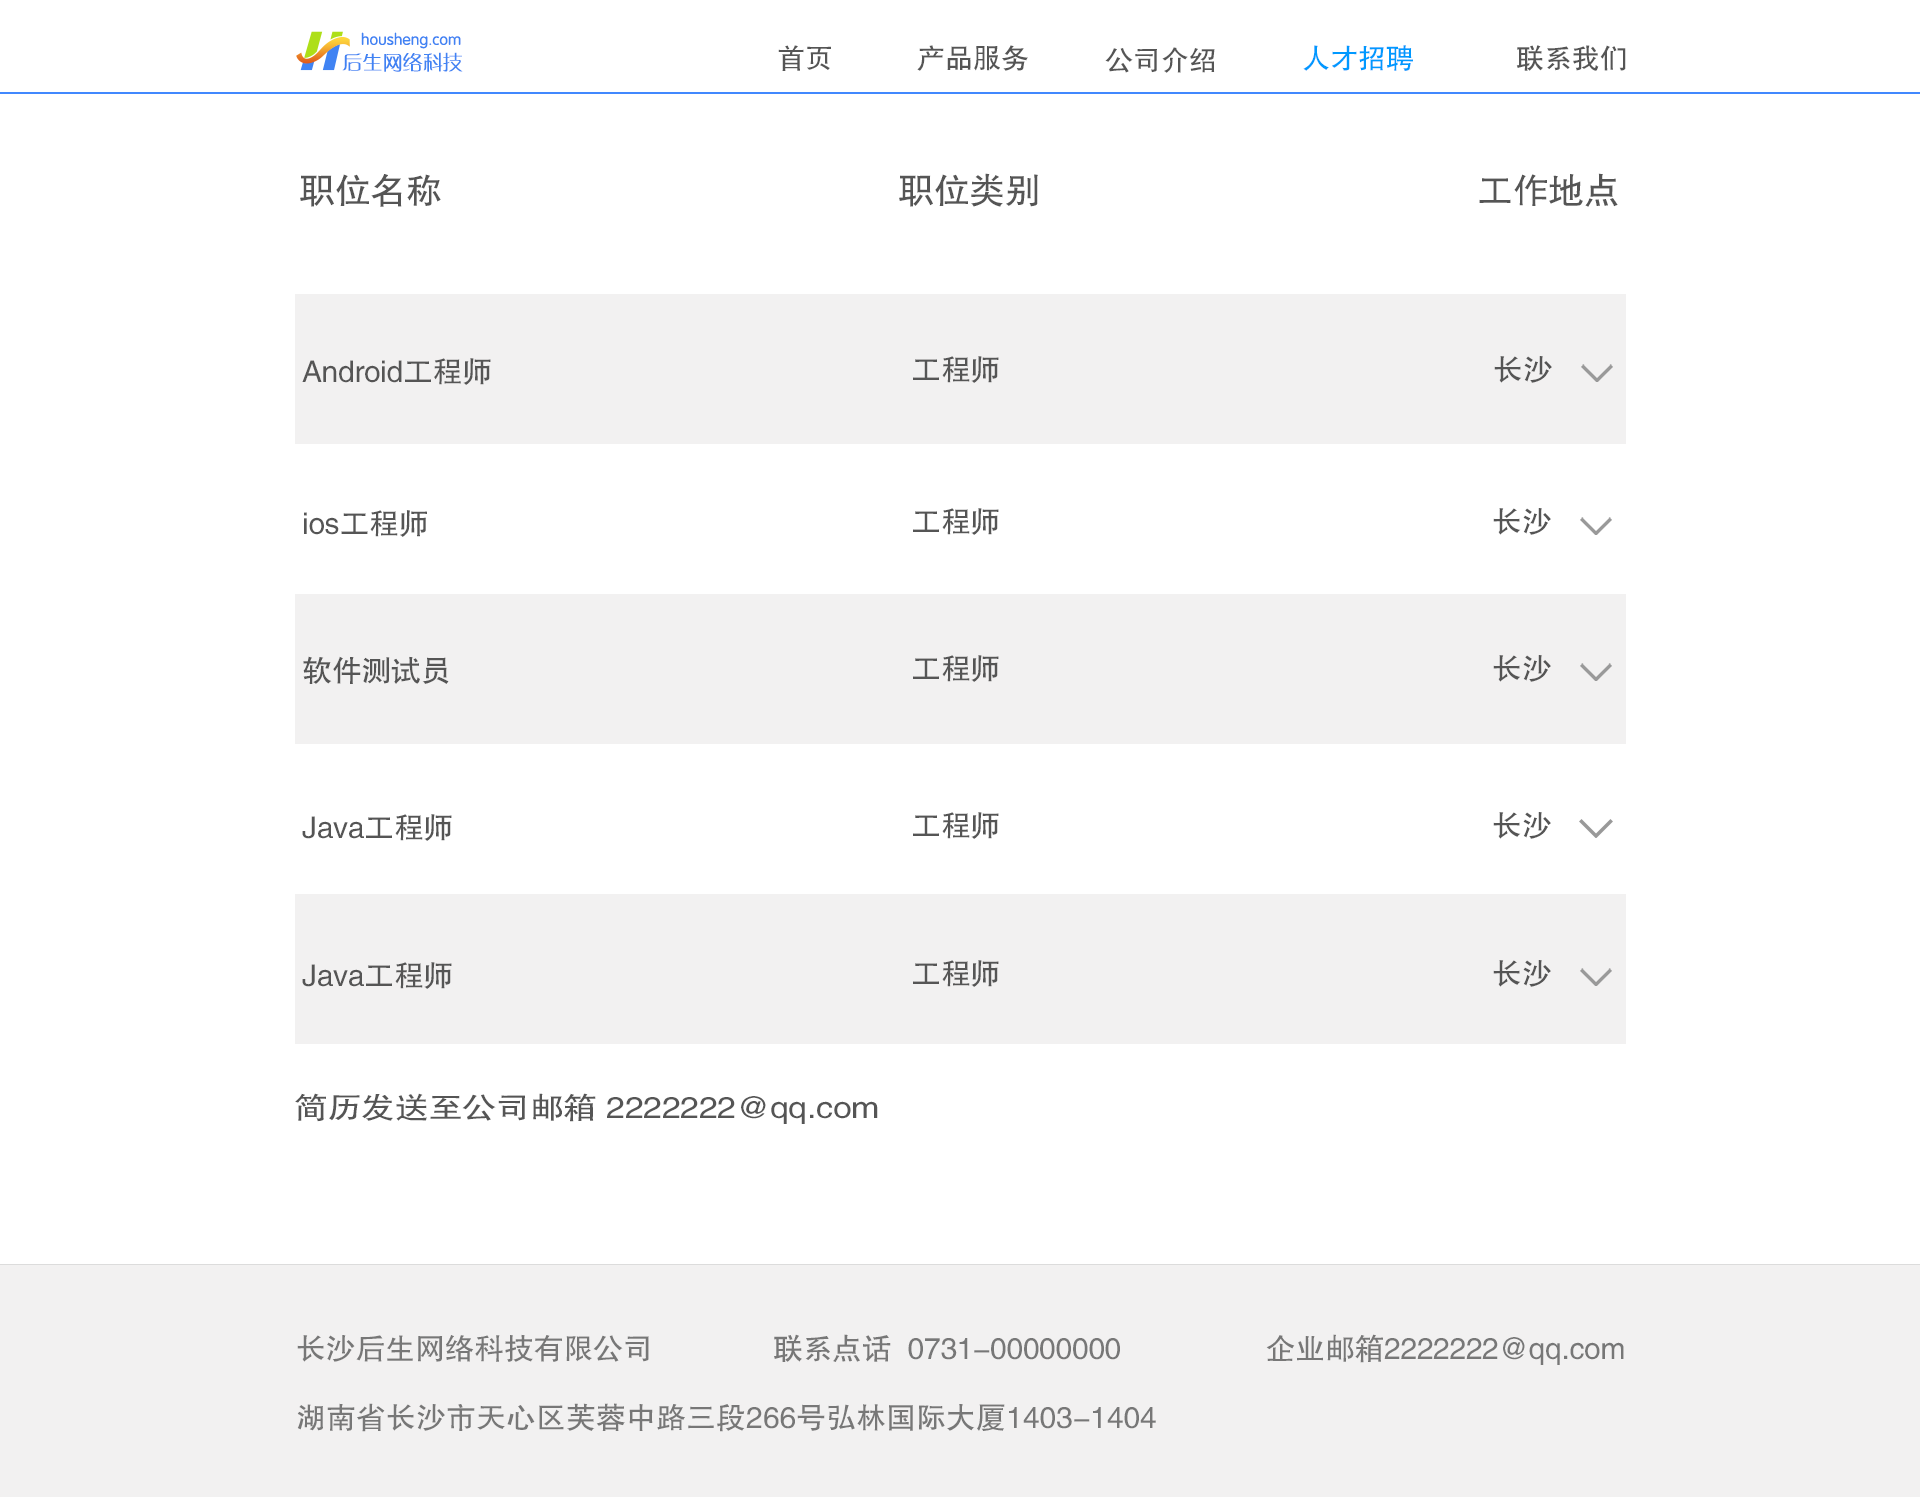 housheng.com
后生网络科技
首页 产品服务 公司介绍 人才招聘 联系我们
职位名称 职位类别 工作地点
Android工程师 工程师 长沙
ios工程师 工程师 长沙
软件测试员 工程师 长沙
Java工程师 工程师 长沙
Java工程师 工程师 长沙
简历发送至公司邮箱 2222222@qq.com
长沙后生网络科技有限公司 联系点话 0731-00000000 企业邮箱2222222@qq.com
湖南省长沙市天心区芙蓉中路三段266号弘林国际大厦1403-1404